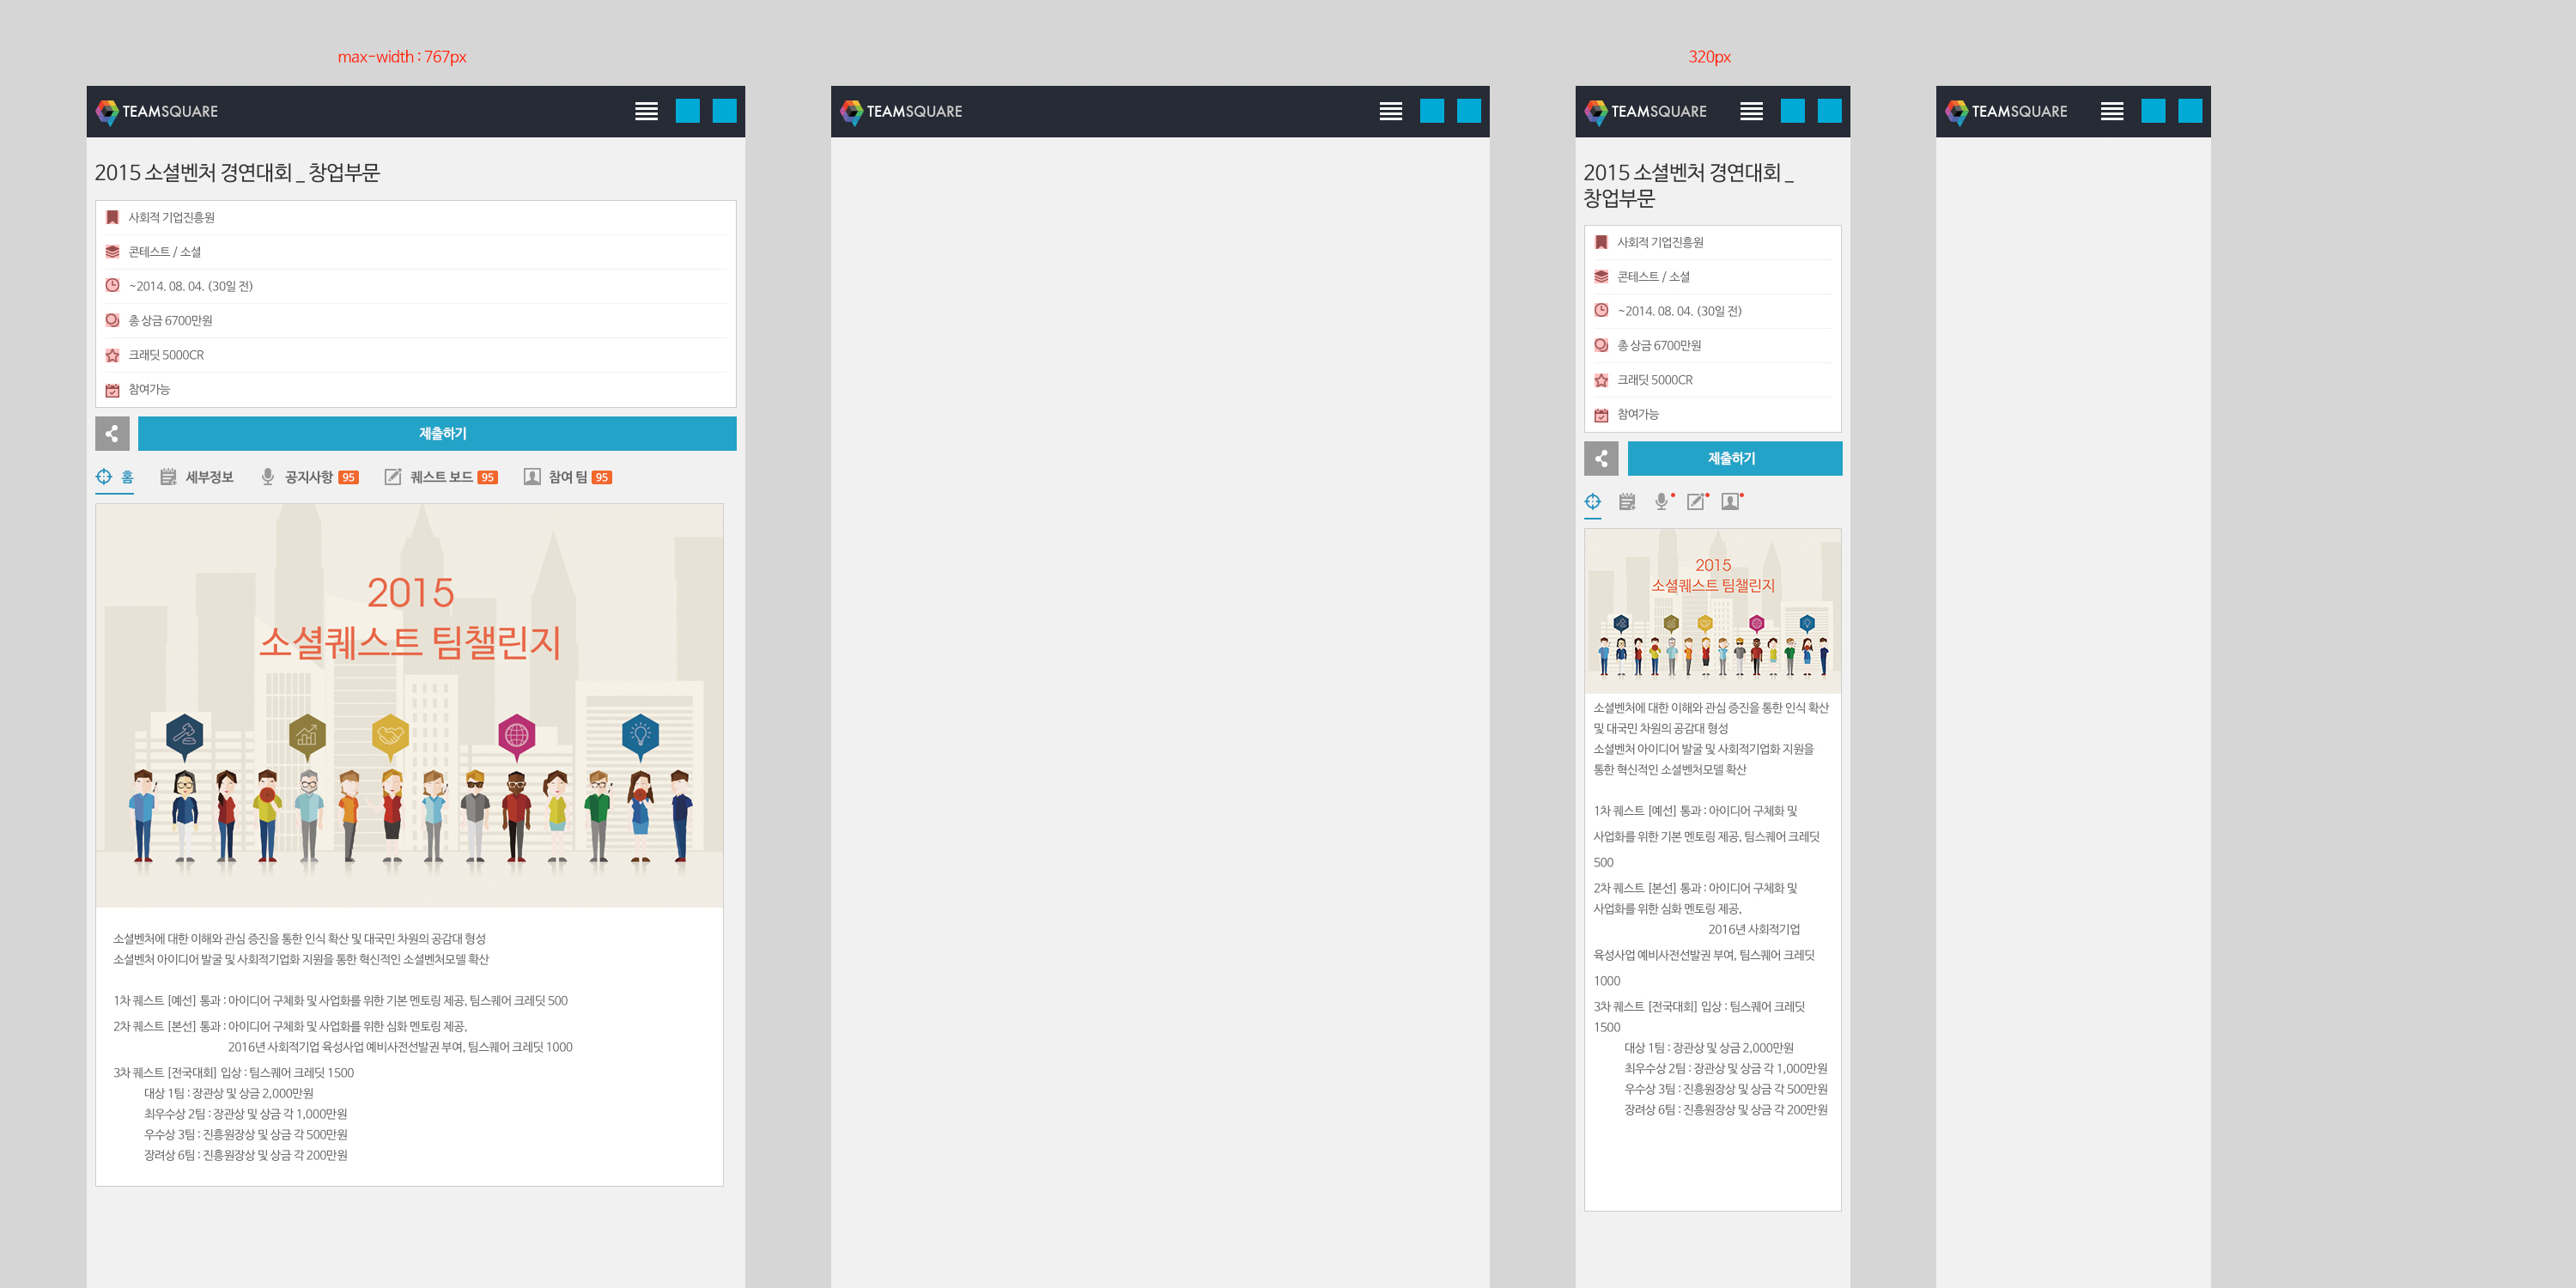 max-width : 767px
TEAMSQUARE
2015 소셜벤처 경연대회 _ 창업부문
사회적 기업진흥원
콘테스트 / 소셜
~2014. 08. 04. (30일 전)
총 상금 6700만원
크래딧 5000CR
참여가능
제출하기
홈 세부정보 공지사항 95 퀘스트 보드 95 참여 팀 95
2015
소셜퀘스트 팀챌린지
소셜벤처에 대한 이해와 관심 증진을 통한 인식 확산 및 대국민 차원의 공감대 형성
소셜벤처 아이디어 발굴 및 사회적기업화 지원을 통한 혁신적인 소셜벤처모델 확산
1차 퀘스트 [예선] 통과 : 아이디어 구체화 및 사업화를 위한 기본 멘토링 제공, 팀스퀘어 크레딧 500
2차 퀘스트 [본선] 통과 : 아이디어 구체화 및 사업화를 위한 심화 멘토링 제공,
2016년 사회적기업 육성사업 예비사전선발권 부여, 팀스퀘어 크레딧 1000
3차 퀘스트 [전국대회] 입상 : 팀스퀘어 크레딧 1500
대상 1팀 : 장관상 및 상금 2,000만원
최우수상 2팀 : 장관상 및 상금 각 1,000만원
우수상 3팀 : 진흥원장상 및 상금 각 500만원
장려상 6팀 : 진흥원장상 및 상금 각 200만원
TEAMSQUARE
320px
TEAMSQUARE
2015 소셜벤처 경연대회 _
창업부문
사회적 기업진흥원
콘테스트 / 소셜
~2014. 08. 04. (30일 전)
총 상금 6700만원
크래딧 5000CR
참여가능
제출하기
2015
소셜퀘스트 팀챌린지
소셜벤처에 대한 이해와 관심 증진을 통한 인식 확산
및 대국민 차원의 공감대 형성
소셜벤처 아이디어 발굴 및 사회적기업화 지원을
통한 혁신적인 소셜벤처모델 확산
1차 퀘스트 [예선] 통과 : 아이디어 구체화 및
사업화를 위한 기본 멘토링 제공, 팀스퀘어 크레딧
500
2차 퀘스트 [본선] 통과 : 아이디어 구체화 및
사업화를 위한 심화 멘토링 제공,
2016년 사회적기업
육성사업 예비사전선발권 부여, 팀스퀘어 크레딧
1000
3차 퀘스트 [전국대회] 입상 : 팀스퀘어 크레딧
1500
대상 1팀 : 장관상 및 상금 2,000만원
최우수상 2팀 : 장관상 및 상금 각 1,000만원
우수상 3팀 : 진흥원장상 및 상금 각 500만원
장려상 6팀 : 진흥원장상 및 상금 각 200만원
TEAMSQUARE